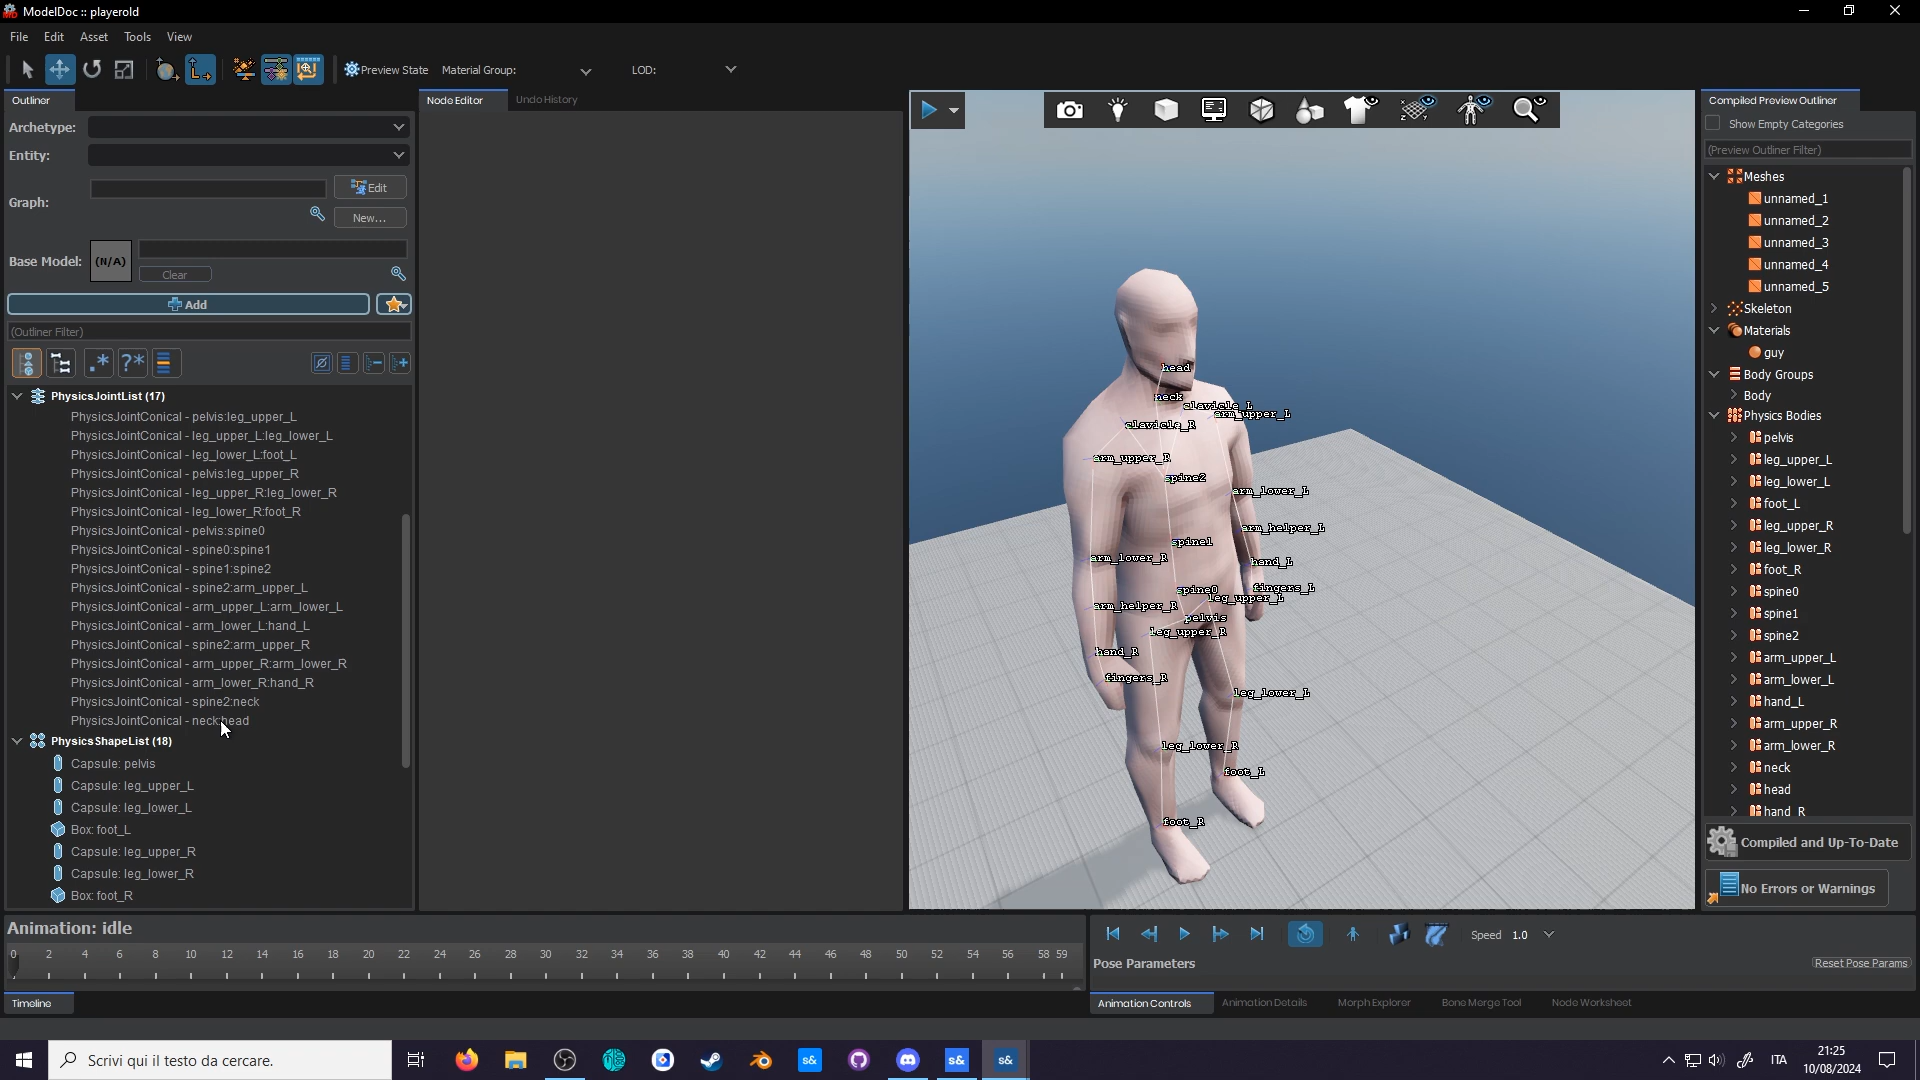 ModelDoc :: playerold
File Edit Asset Tools View
Preview State Material Group: LOD:
Outliner
Archetype:
Entity:
Graph:
Edit
New...
Base Model:
(N/A)
Clear
Add
(Outliner Filter)
PhysicsJointList (17)
PhysicsJointConical - pelvis:leg_upper_L
PhysicsJointConical - leg_upper_L:leg_lower_L
PhysicsJointConical - leg_lower_L:foot_L
PhysicsJointConical - pelvis:leg_upper_R
PhysicsJointConical - leg_upper_R:leg_lower_R
PhysicsJointConical - leg_lower_R:foot_R
PhysicsJointConical - pelvis:spine0
PhysicsJointConical - spine0:spine1
PhysicsJointConical - spine1:spine2
PhysicsJointConical - spine2:arm_upper_L
PhysicsJointConical - arm_upper_L:arm_lower_L
PhysicsJointConical - arm_lower_L:hand_L
PhysicsJointConical - spine2:arm_upper_R
PhysicsJointConical - arm_upper_R:arm_lower_R
PhysicsJointConical - arm_lower_R:hand_R
PhysicsJointConical - spine2:neck
PhysicsJointConical - neck:head
PhysicsShapeList (18)
Capsule: pelvis
Capsule: leg_upper_L
Capsule: leg_lower_L
Box: foot_L
Capsule: leg_upper_R
Capsule: leg_lower_R
Box: foot_R
Node Editor Undo History
head
neck
clavicle_L
arm_upper_L
clavicle_R
arm_upper_R
spine2
arm_lower_L
arm_helper_L
spine1
arm_lower_R
hand_L
spine0
fingers_L
leg_upper_L
arm_helper_R
pelvis
leg_upper_R
hand_R
fingers_R
leg_lower_L
leg_lower_R
foot_L
foot_R
Compiled Preview Outliner
Show Empty Categories
(Preview Outliner Filter)
Meshes
unnamed_1
unnamed_2
unnamed_3
unnamed_4
unnamed_5
Skeleton
Materials
guy
Body Groups
Body
Physics Bodies
pelvis
leg_upper_L
leg_lower_L
foot_L
leg_upper_R
leg_lower_R
foot_R
spine0
spine1
spine2
arm_upper_L
arm_lower_L
hand_L
arm_upper_R
arm_lower_R
neck
head
hand_R
Compiled and Up-To-Date
No Errors or Warnings
Animation: idle
0 2 4 6 8 10 12 14 16 18 20 22 24 26 28 30 32 34 36 38 40 42 44 46 48 50 52 54 56 58 59
Timeline
Speed 1.0
Pose Parameters
Reset Pose Params
Animation Controls Animation Details Morph Explorer Bone Merge Tool Node Worksheet
Scrivi qui il testo da cercare.
s& s& s&
ITA
21:25
10/08/2024